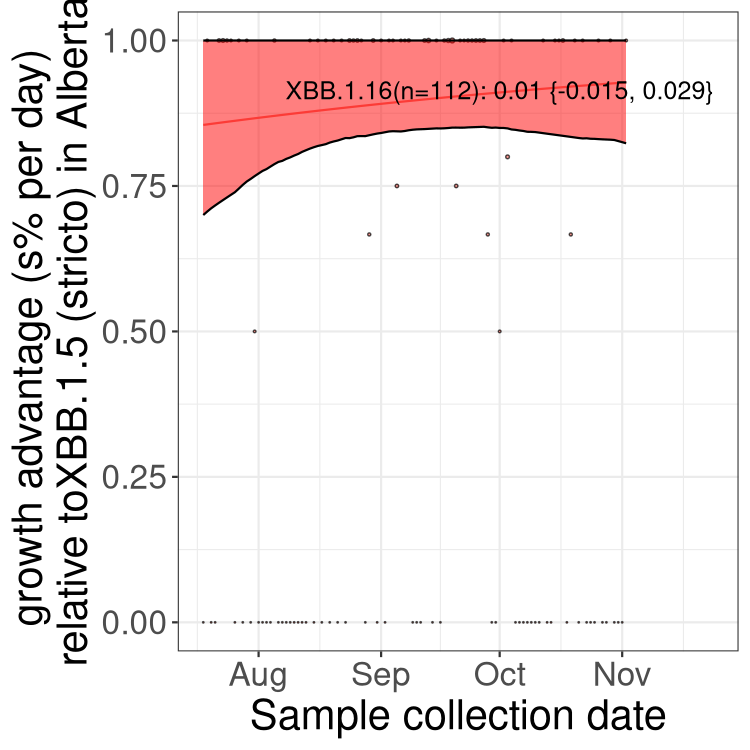 growth advantage (s% per day)
relative toXBB.1.5 (stricto) in Alberta
1.00
0.75
0.50
0.25
0.00
XBB.1.16(n=112): 0.01 {-0.015, 0.029}
Aug Sep Oct Nov
Sample collection date